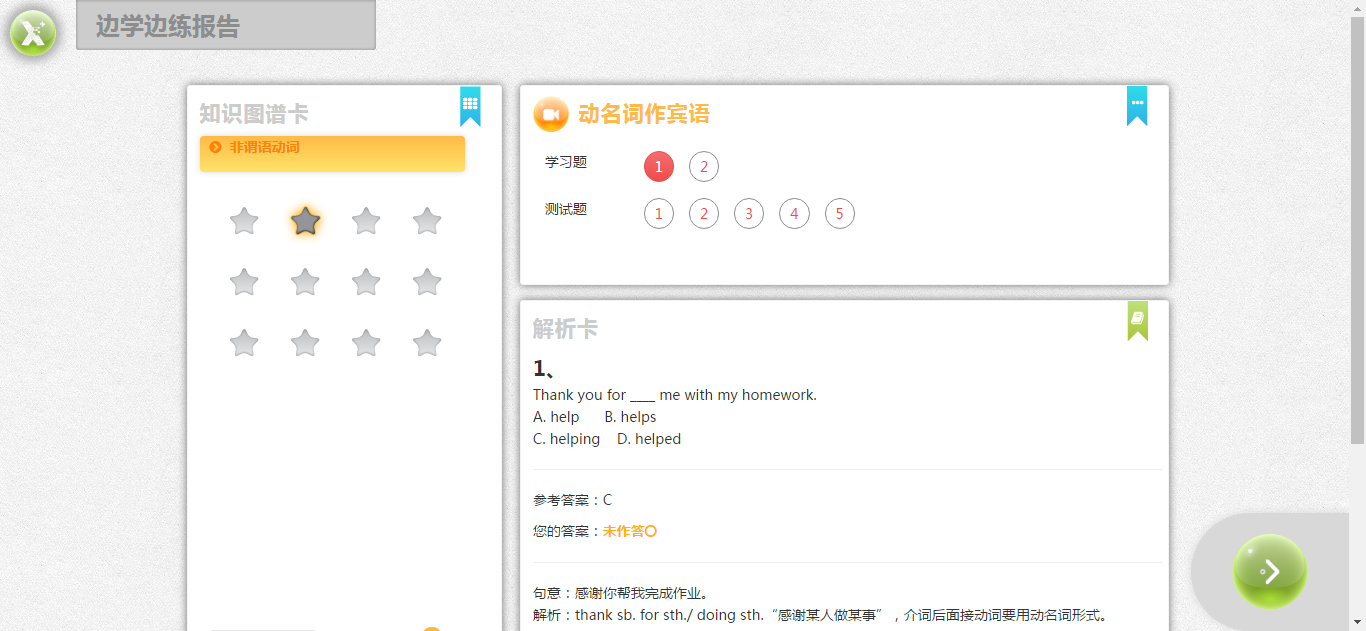 边学边练报告
知识图谱卡
非谓语动词
动名词作宾语
学习题 1 2
测试题 1 2 3 4 5
解析卡
1、
Thank you for ____ me with my homework.
A. help B. helps
C. helping D. helped
参考答案：C
您的答案：未作答
句意：感谢你帮我完成作业。
解析：thank sb. for sth./ doing sth.“感谢某人做某事”，介词后面接动词要用动名词形式。